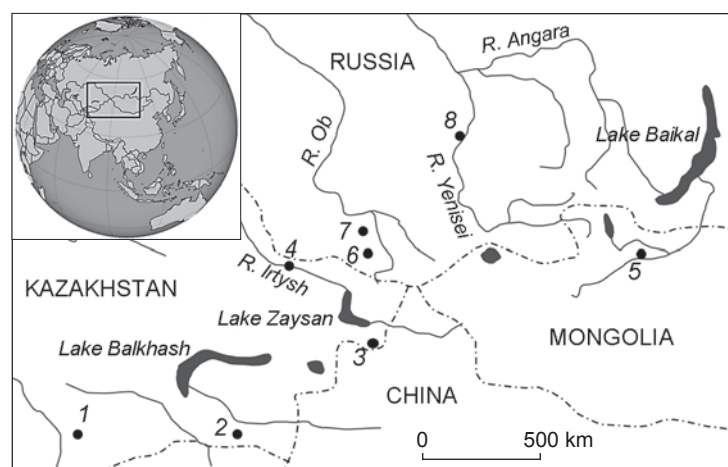 RUSSIA
R. Angara
8
Lake Baikal
R. Ob
R. Yenisei
7
6
5
4
R. Irtysh
KAZAKHSTAN
Lake Zaysan
MONGOLIA
Lake Balkhash
3
CHINA
1
2
0 500 km